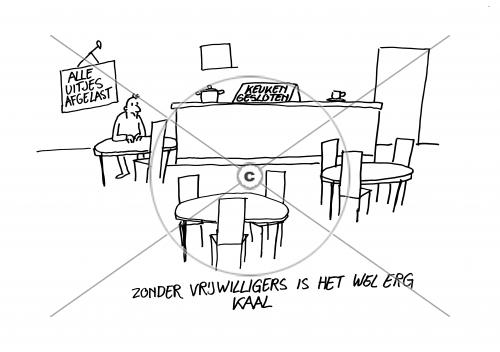 ALLE
UITJES
AFGELAST
KEUKEN
GESLOTEN
©
ZONDER VRIJWILLIGERS IS HET WEL ERG
KAAL